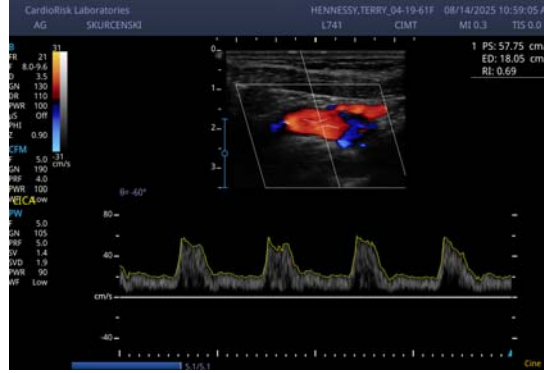 CardioRisk Laboratories HENNESSY,TERRY_04-19-61F 08/14/2025 10:59:05 A
AG SKURCENSKI L741 CIMT MI 0.3 TIS 0.0
B
FR 21
F 8.0-9.6
D 3.5
GN 130
DR 110
PWR 100
µS Off
PHI
Z 0.90
CFM
F 5.0
GN 190
PRF 4.0
PWR 100
WF Low
LICA
PW
F 5.0
GN 105
PRF 5.0
SV 1.4
SVD 1.9
PWR 90
WF Low
31
-31
cm/s
0
1
2
3
1 PS: 57.75 cm
ED: 18.05 cm
RI: 0.69
θ= -60°
80
40
cm/s
-40
5.1/5.1
Cine